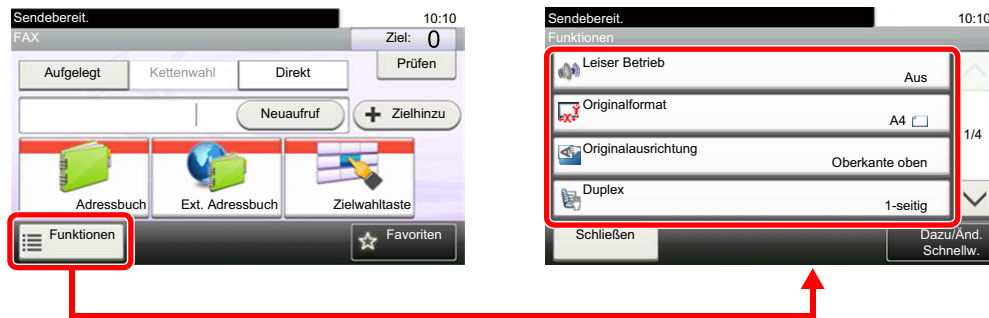 Sendebereit. 10:10
FAX Ziel: 0
Prüfen
Aufgelegt Kettenwahl Direkt
Neuaufruf + Zielhinzu
Adressbuch Ext. Adressbuch Zielwahltaste
Funktionen Favoriten
Sendebereit. 10:10
Funktionen
Leiser Betrieb
Aus
Originalformat
A4
1/4
Originalausrichtung
Oberkante oben
Duplex
1-seitig
Schließen Dazu/Änd.
Schnellw.